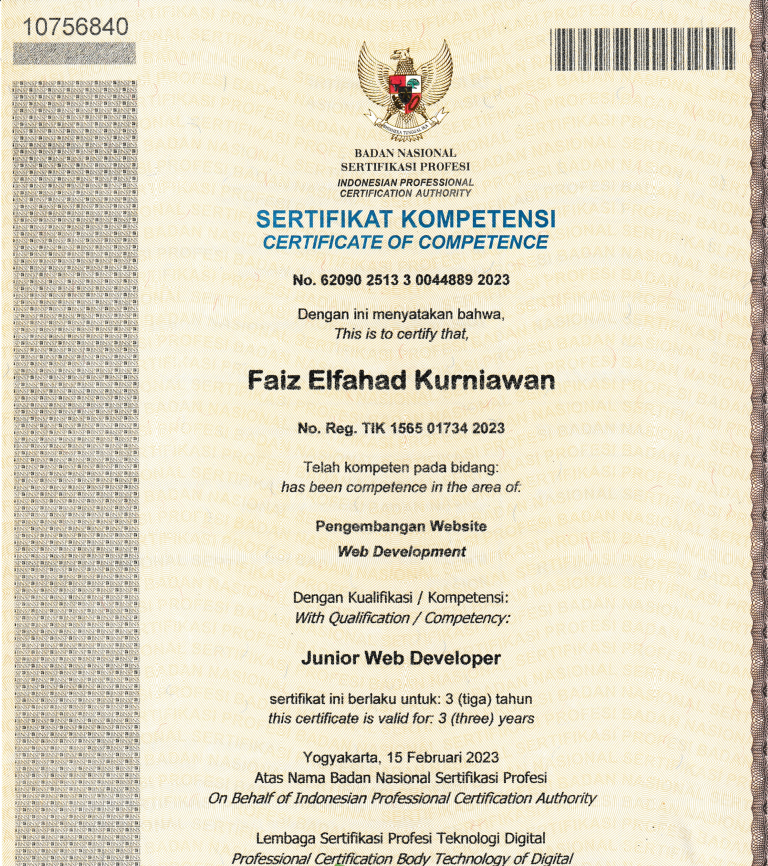 10756840
BADAN NASIONAL
SERTIFIKASI PROFESI
INDONESIAN PROFESSIONAL
CERTIFICATION AUTHORITY
SERTIFIKAT KOMPETENSI
CERTIFICATE OF COMPETENCE
No. 62090 2513 3 0044889 2023
Dengan ini menyatakan bahwa,
This is to certify that,
Faiz Elfahad Kurniawan
No. Reg. TIK 1565 01734 2023
Telah kompeten pada bidang:
has been competence in the area of:
Pengembangan Website
Web Development
Dengan Kualifikasi / Kompetensi:
With Qualification / Competency:
Junior Web Developer
sertifikat ini berlaku untuk: 3 (tiga) tahun
this certificate is valid for: 3 (three) years
Yogyakarta, 15 Februari 2023
Atas Nama Badan Nasional Sertifikasi Profesi
On Behalf of Indonesian Professional Certification Authority
Lembaga Sertifikasi Profesi Teknologi Digital
Professional Certification Body Technology of Digital